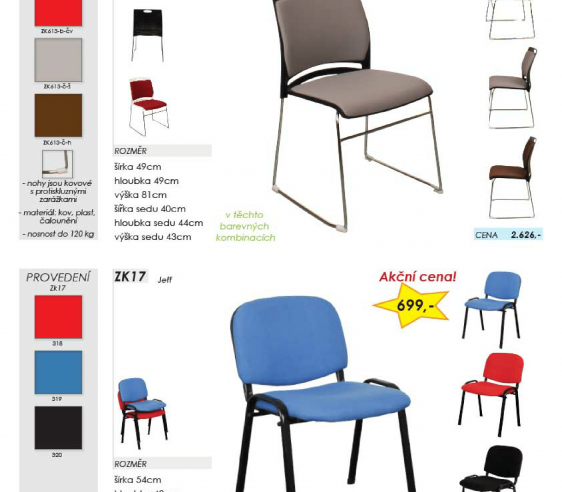 ZK613-b-čv
ZK613-č-š
ZK613-č-h
- nohy jsou kovové
s protiskluznými
zarážkami
- materiál: kov, plast,
čalounění
- nosnost do 120 kg
ROZMĚR
šířka 49cm
hloubka 49cm
výška 81cm
šířka sedu 40cm
hloubka sedu 44cm
výška sedu 43cm
v těchto
barevných
kombinacích
CENA 2.626,-
PROVEDENÍ
Zk17
318
319
320
ZK17 Jeff
Akční cena!
699,-
ROZMĚR
šířka 54cm